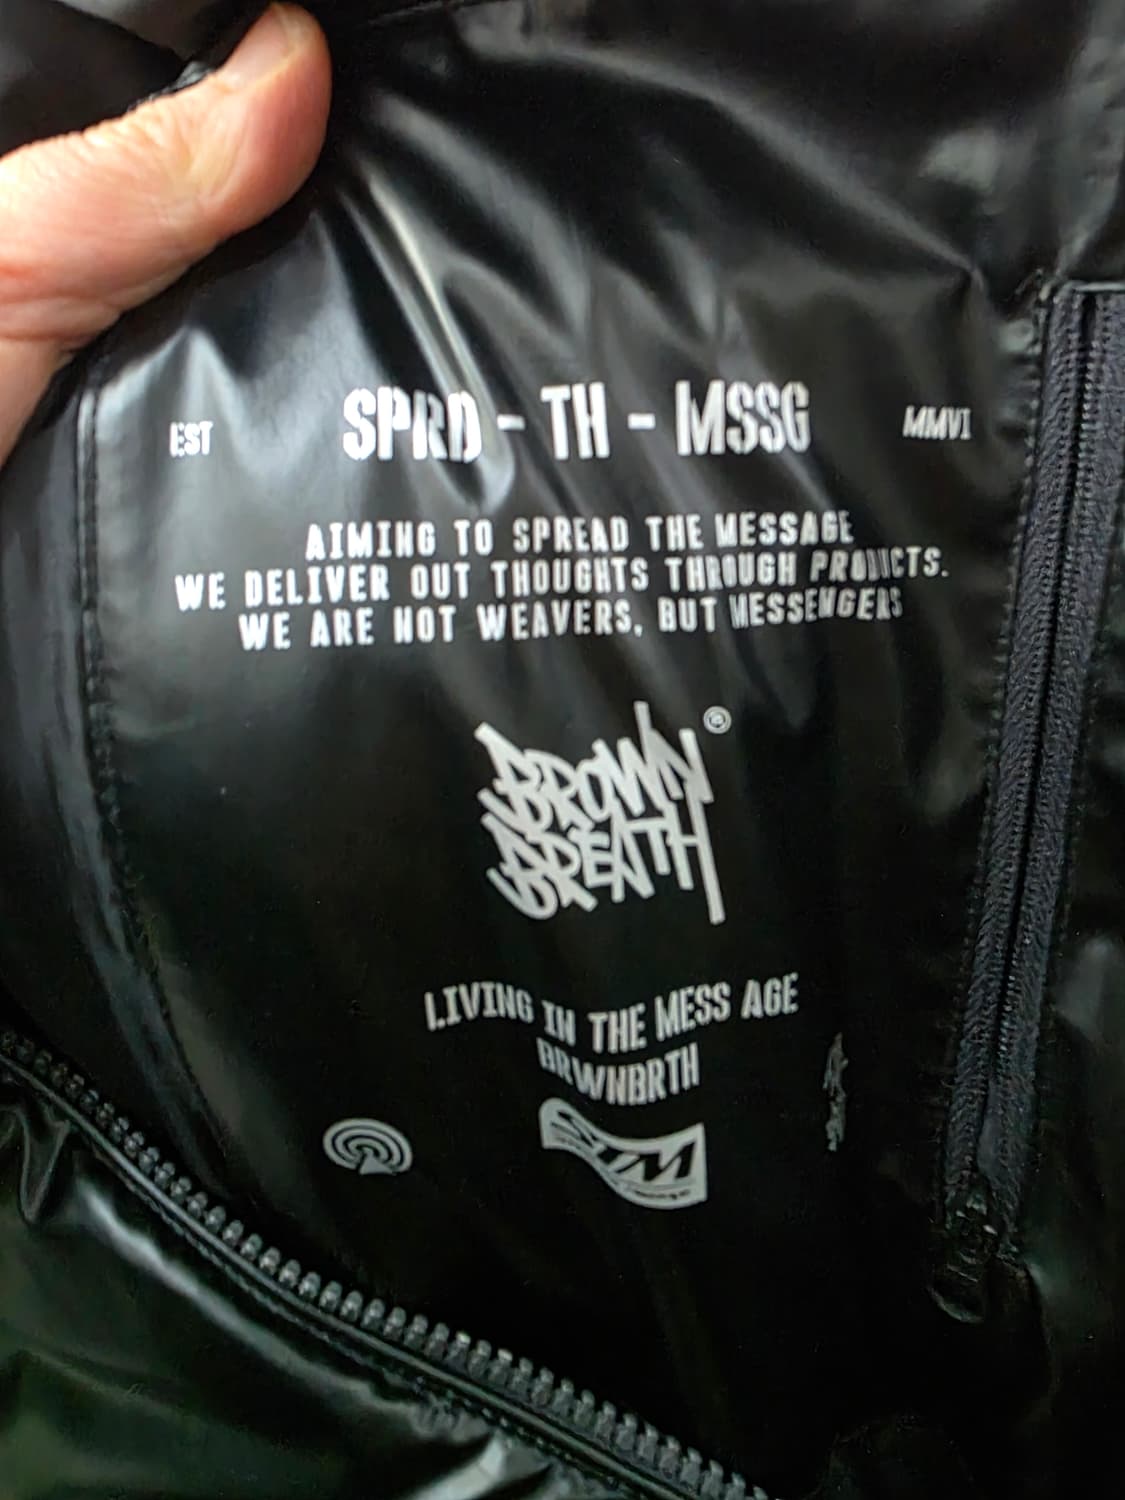 EST SPRD - TH - MSSG MMVI
AIMING TO SPREAD THE MESSAGE
WE DELIVER OUT THOUGHTS THROUGH PRODUCTS.
WE ARE NOT WEAVERS, BUT MESSENGERS
BROWN ®
BREATH
LIVING IN THE MESS AGE
BRWNBRTH
STM